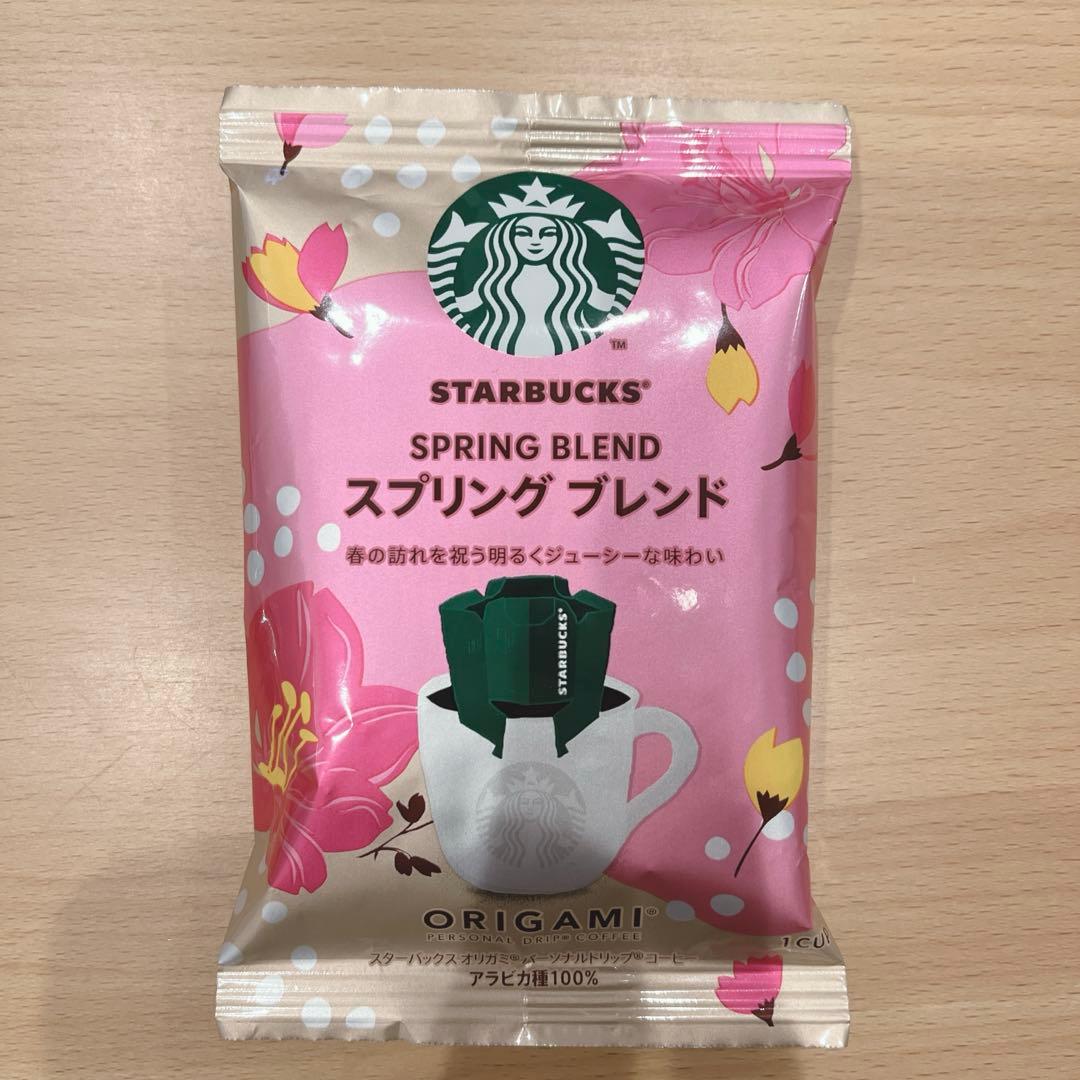 TM
STARBUCKS®
SPRING BLEND
スプリング ブレンド
春の訪れを祝う明るくジューシーな味わい
STARBUCKS®
ORIGAMI®
PERSONAL DRIP® COFFEE
1 CU
スターバックス オリガミ® パーソナルドリップ® コーヒー
アラビカ種100%